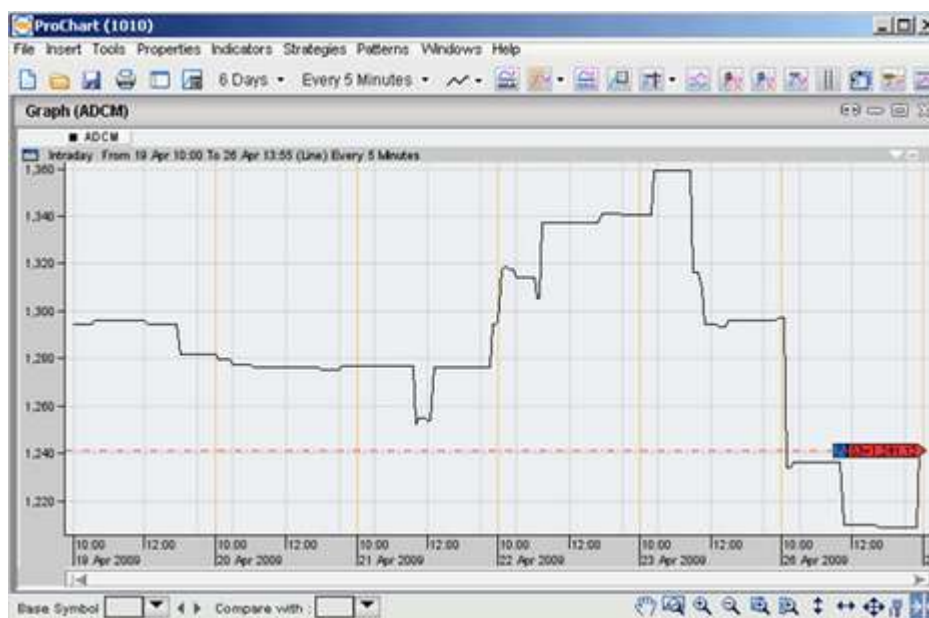 ProChart (1010)
File Insert Tools Properties Indicators Strategies Patterns Windows Help
6 Days Every 5 Minutes
Graph (ADCM)
ADCM
Intraday From 19 Apr 10:00 To 26 Apr 13:55 (Line) Every 5 Minutes
1,360
1,340
1,320
1,300
1,280
1,260
1,240
1,220
10:00 12:00 10:00 12:00 10:00 12:00 10:00 12:00 10:00 12:00 10:00 12:00
19 Apr 2009 20 Apr 2009 21 Apr 2009 22 Apr 2009 23 Apr 2009 26 Apr 2009
Base Symbol Compare with :